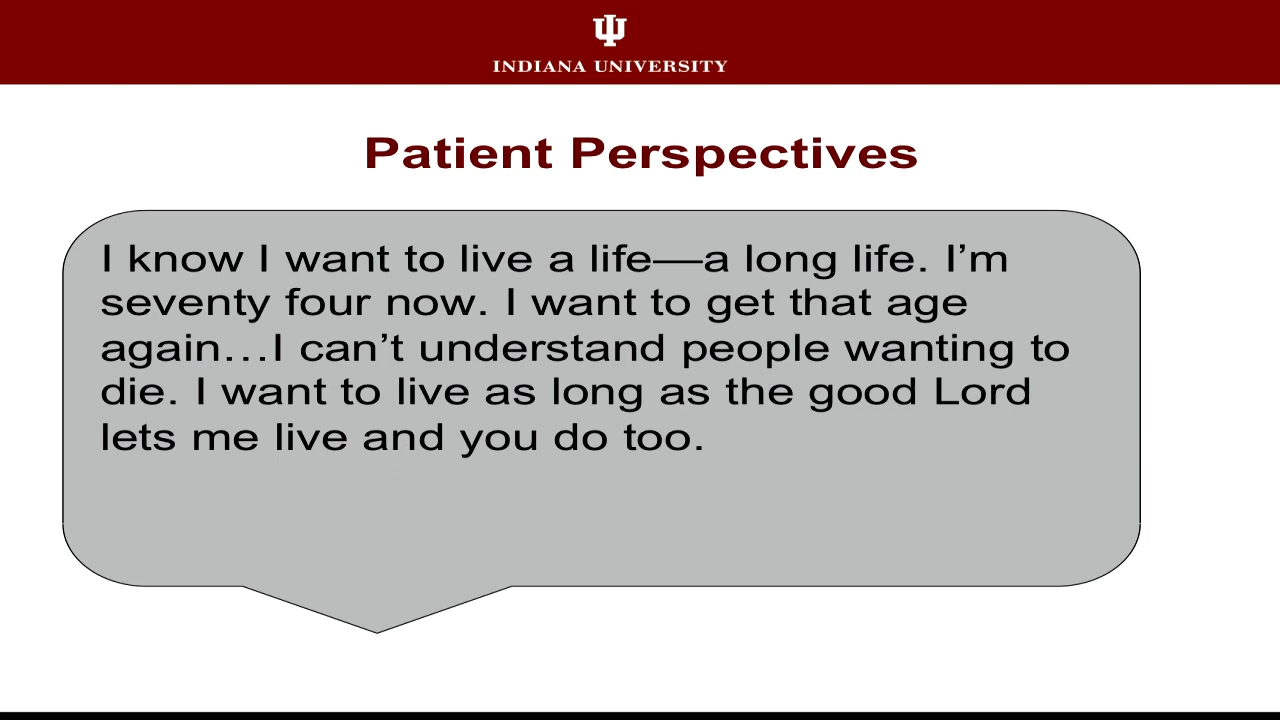 INDIANA UNIVERSITY
Patient Perspectives
I know I want to live a life—a long life. I’m
seventy four now. I want to get that age
again…I can’t understand people wanting to
die. I want to live as long as the good Lord
lets me live and you do too.